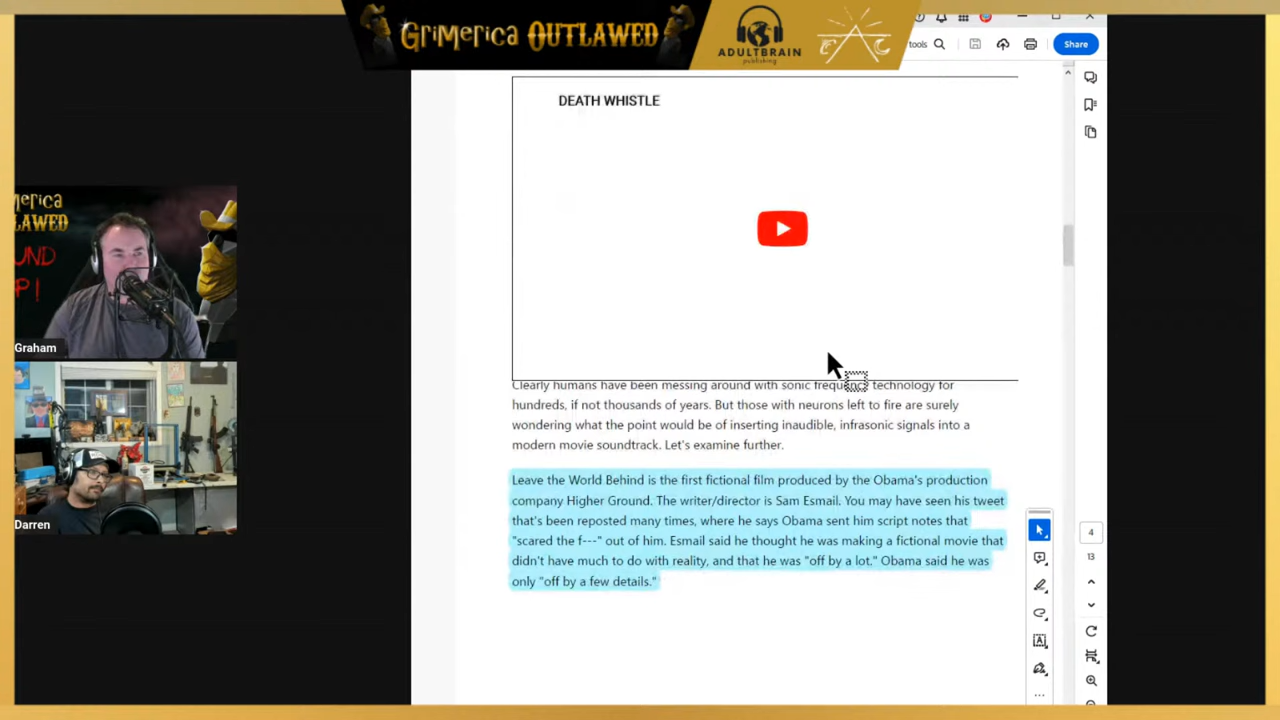 GRIMERICA OUTLAWED
ADULTBRAIN
publishing
tools
Share
DEATH WHISTLE
Clearly humans have been messing around with sonic frequency technology for
hundreds, if not thousands of years. But those with neurons left to fire are surely
wondering what the point would be of inserting inaudible, infrasonic signals into a
modern movie soundtrack. Let's examine further.
Leave the World Behind is the first fictional film produced by the Obama's production
company Higher Ground. The writer/director is Sam Esmail. You may have seen his tweet
that's been reposted many times, where he says Obama sent him script notes that
"scared the f---" out of him. Esmail said he thought he was making a fictional movie that
didn't have much to do with reality, and that he was "off by a lot." Obama said he was
only "off by a few details."
merica
LAWED
UND
P!
Graham
Darren
4
13